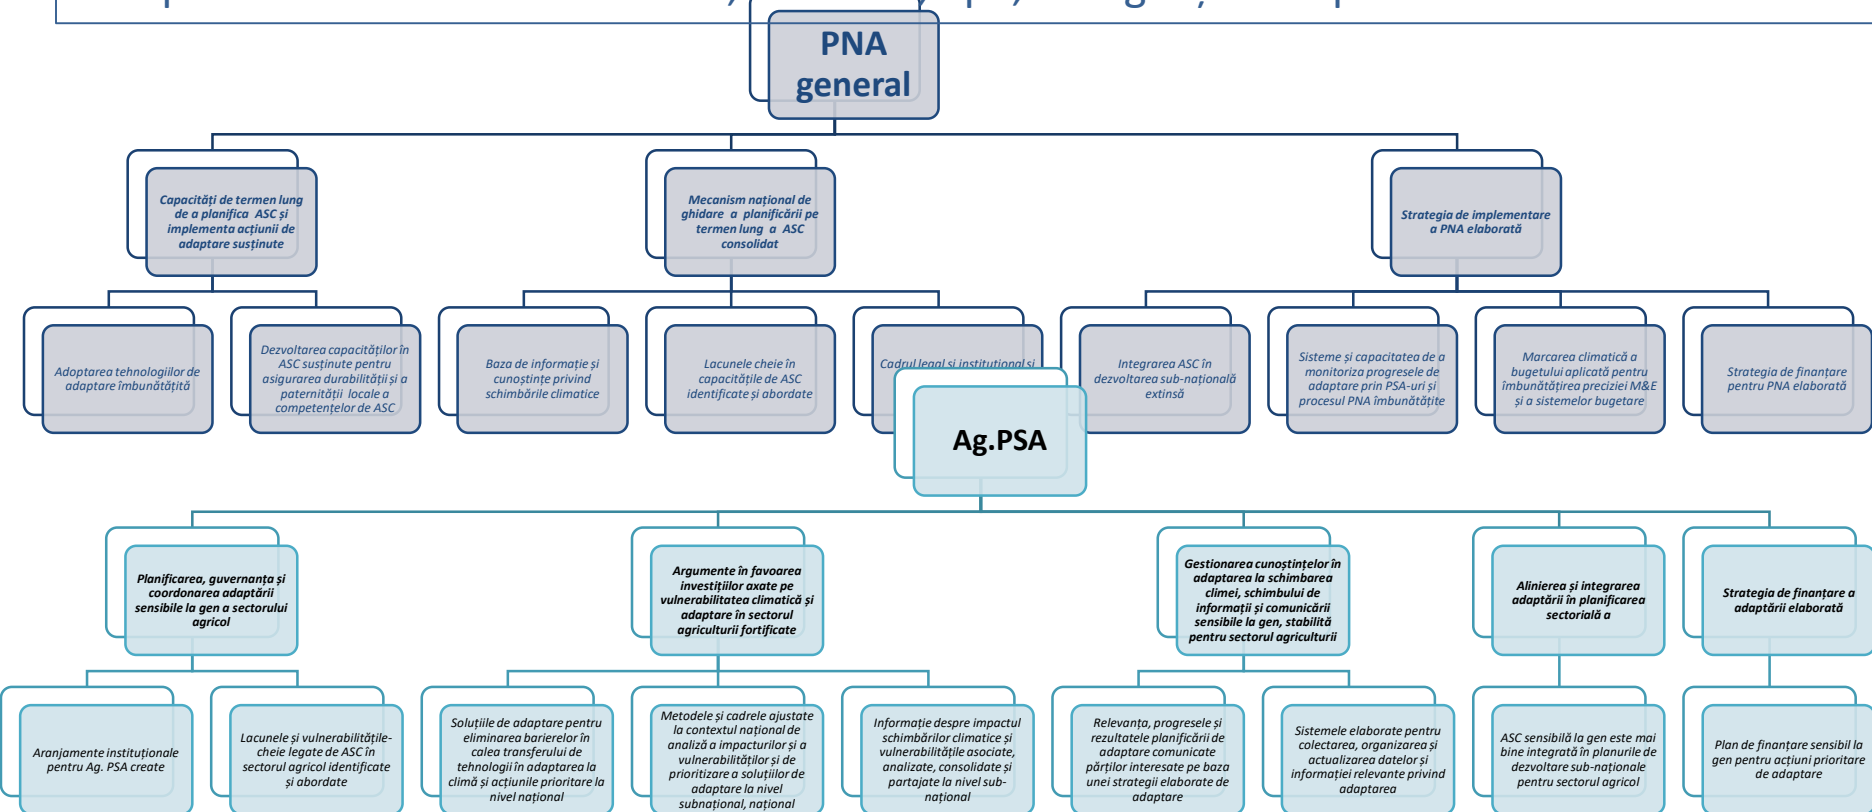 PNA
general
Capacități de termen lung
de a planifica ASC și
implementa acțiunii de
adaptare susținute
Mecanism național de
ghidare a planificării pe
termen lung a ASC
consolidat
Strategia de implementare
a PNA elaborată
Adoptarea tehnologiilor de
adaptare îmbunătățită
Dezvoltarea capacităților în
ASC susținute pentru
asigurarea durabilității și a
paternității locale a
competențelor de ASC
Baza de informație și
cunoștințe privind
schimbările climatice
Lacunele cheie în
capacitățile de ASC
identificate și abordate
Cadrul legal și instituțional și
Integrarea ASC în
dezvoltarea sub-națională
extinsă
Sisteme și capacitatea de a
monitoriza progresele de
adaptare prin PSA-uri și
procesul PNA îmbunătățite
Marcarea climatică a
bugetului aplicată pentru
îmbunătățirea preciziei M&E
și a sistemelor bugetare
Strategia de finanțare
pentru PNA elaborată
Ag.PSA
Planificarea, guvernanța și
coordonarea adaptării
sensibile la gen a sectorului
agricol
Argumente în favoarea
investițiilor axate pe
vulnerabilitatea climatică și
adaptare în sectorul
agriculturii fortificate
Gestionarea cunoștințelor în
adaptarea la schimbarea
climei, schimbului de
informații și comunicării
sensibile la gen, stabilită
pentru sectorul agriculturii
Alinierea și integrarea
adaptării în planificarea
sectorială a
Strategia de finanțare a
adaptării elaborată
Aranjamente instituționale
pentru Ag. PSA create
Lacunele și vulnerabilitățile-
cheie legate de ASC în
sectorul agricol identificate
și abordate
Soluțiile de adaptare pentru
eliminarea barierelor în
calea transferului de
tehnologii în adaptarea la
climă și acțiunile prioritare la
nivel național
Metodele și cadrele ajustate
la contextul național de
analiză a impacturilor și a
vulnerabilităților și de
prioritizare a soluțiilor de
adaptare la nivel
subnațional, național
Informație despre impactul
schimbărilor climatice și
vulnerabilitățile asociate,
analizate, consolidate și
partajate la nivel sub-
național
Relevanța, progresele și
rezultatele planificării de
adaptare comunicate
părților interesate pe baza
unei strategii elaborate de
adaptare
Sistemele elaborate pentru
colectarea, organizarea și
actualizarea datelor și
informației relevante privind
adaptarea
ASC sensibilă la gen este mai
bine integrată în planurile de
dezvoltare sub-naționale
pentru sectorul agricol
Plan de finanțare sensibil la
gen pentru acțiuni prioritare
de adaptare